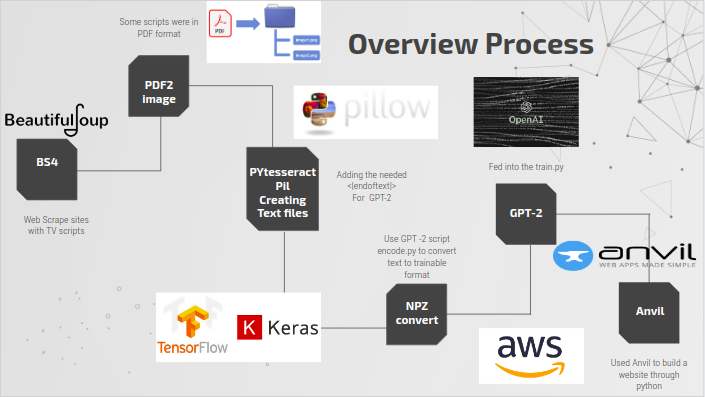 Some scripts were in
PDF format
PDF
image1.png
image2.png
Overview Process
PDF2
image
BeautifulSoup
BS4
Web Scrape sites
with TV scripts
pillow
OpenAI
PYtesseract
Pil
Creating
Text files
Adding the needed
<|endoftext|>
For GPT-2
Fed into the train.py
GPT-2
Use GPT -2 script
encode.py to convert
text to trainable
format
anvil
WEB APPS MADE SIMPLE
TensorFlow
K Keras
NPZ
convert
Anvil
aws
Used Anvil to build a
website through
python